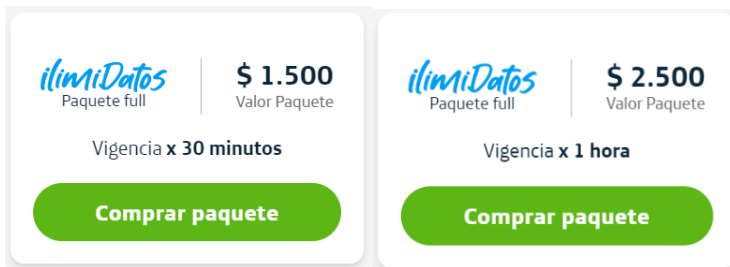 ilimiDatos
Paquete full
$ 1.500
Valor Paquete
Vigencia x 30 minutos
Comprar paquete
ilimiDatos
Paquete full
$ 2.500
Valor Paquete
Vigencia x 1 hora
Comprar paquete